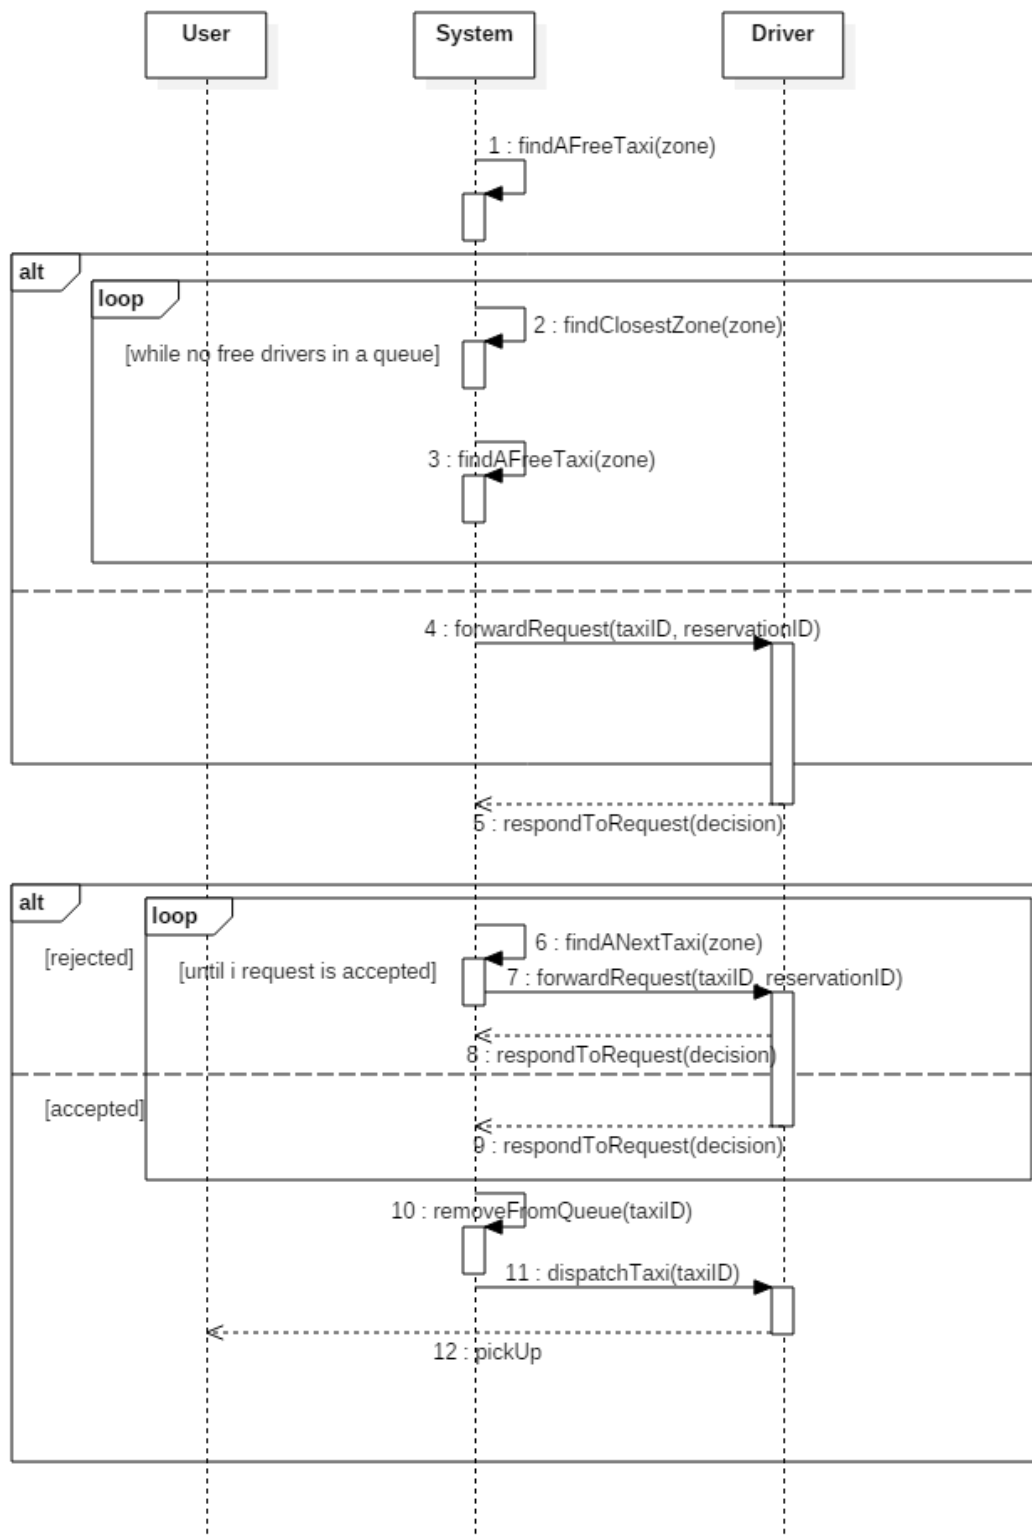 User
System
Driver
1 : findAFreeTaxi(zone)
alt
loop
2 : findClosestZone(zone)
[while no free drivers in a queue]
3 : findAFreeTaxi(zone)
4 : forwardRequest(taxiID, reservationID)
5 : respondToRequest(decision)
alt
loop
6 : findANextTaxi(zone)
[rejected]
[until i request is accepted]
7 : forwardRequest(taxiID, reservationID)
8 : respondToRequest(decision)
[accepted]
9 : respondToRequest(decision)
10 : removeFromQueue(taxiID)
11 : dispatchTaxi(taxiID)
12 : pickUp